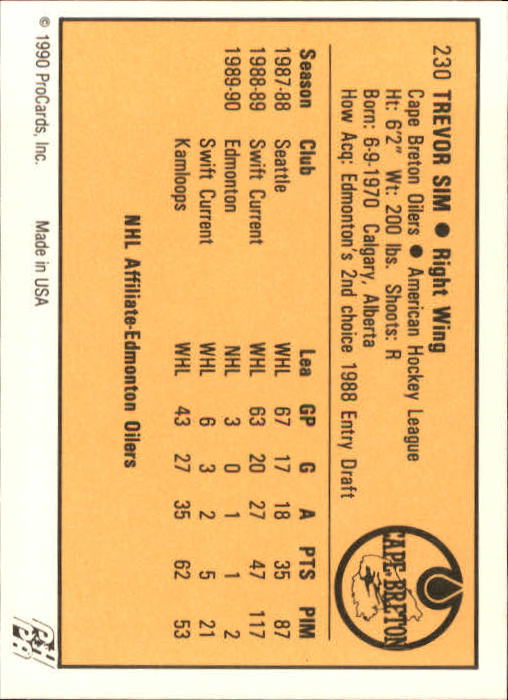 230 TREVOR SIM ● Right Wing
Cape Breton Oilers ● American Hockey League
Ht: 6'2" Wt: 200 lbs. Shoots: R
Born: 6-9-1970 Calgary, Alberta
How Acq: Edmonton's 2nd choice 1988 Entry Draft
CAPE BRETON
Season Club Lea GP G A PTS PIM
1987-88 Seattle WHL 67 17 18 35 87
1988-89 Swift Current WHL 63 20 27 47 117
1989-90 Edmonton NHL 3 0 1 1 2
Swift Current WHL 6 3 2 5 21
Kamloops WHL 43 27 35 62 53
NHL Affiliate-Edmonton Oilers
© 1990 ProCards, Inc. Made in USA